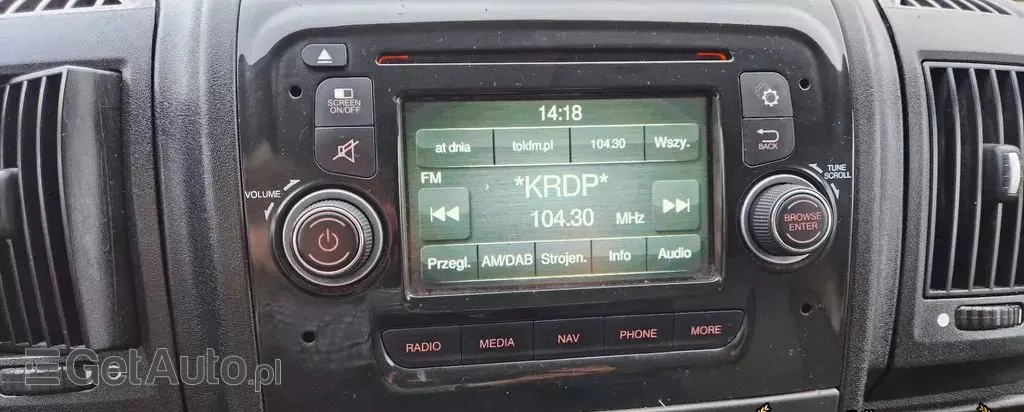 SCREEN
ON/OFF
VOLUME
14:18
at dnia
tokfm.pl
104.30
Wszy.
FM
*KRDP*
104.30 MHz
Przegl.
AM/DAB
Strojen.
Info
Audio
BACK
TUNE
SCROLL
BROWSE
ENTER
RADIO
MEDIA
NAV
PHONE
MORE
GetAuto.pl